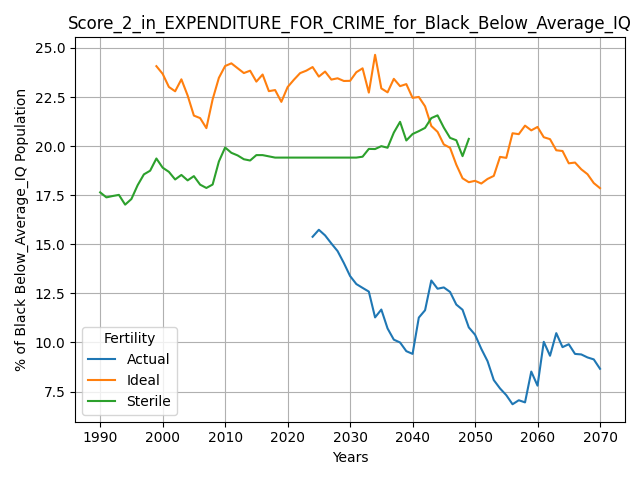 Score_2_in_EXPENDITURE_FOR_CRIME_for_Black_Below_Average_IQ
% of Black Below_Average_IQ Population
25.0
22.5
20.0
17.5
15.0
12.5
10.0
7.5
Fertility
Actual
Ideal
Sterile
1990 2000 2010 2020 2030 2040 2050 2060 2070
Years